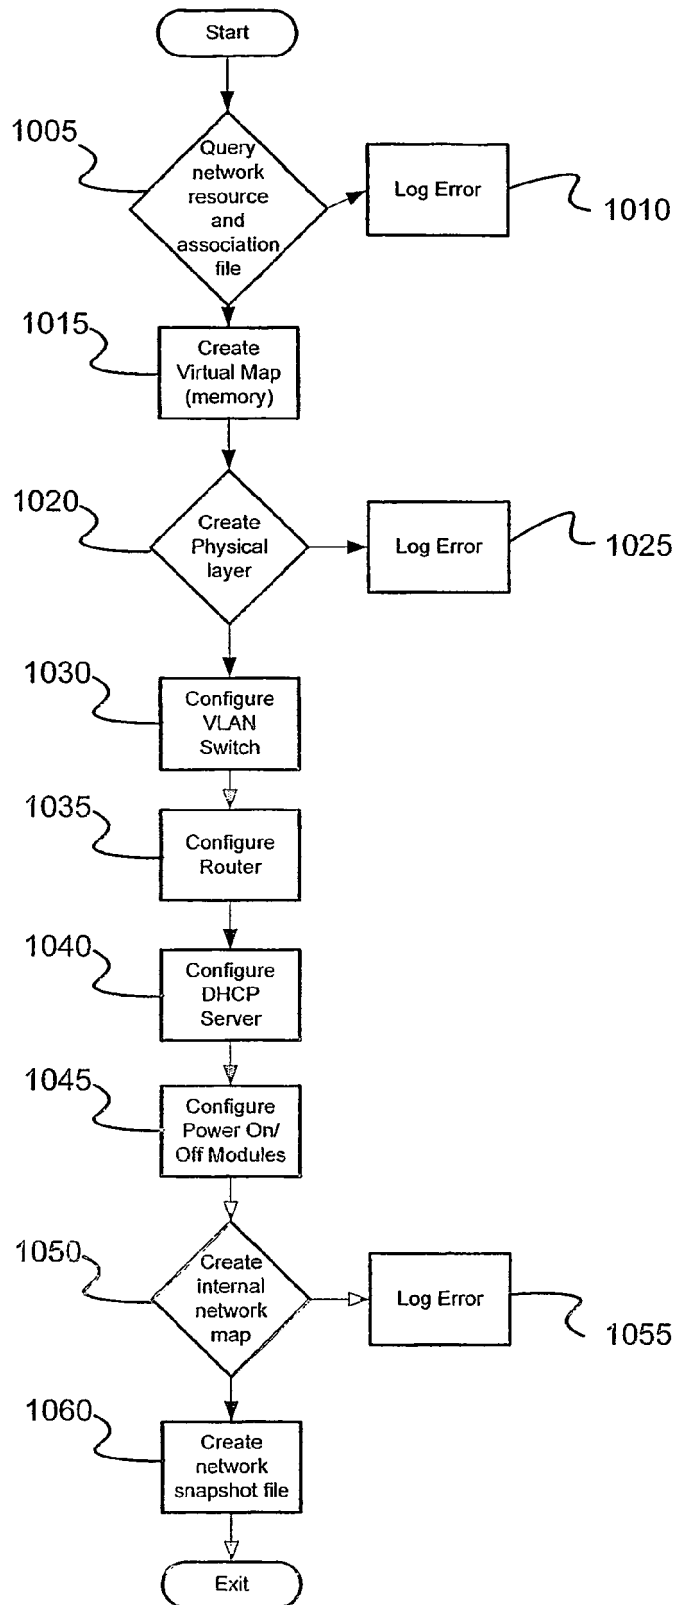 Start
1005
Query
network
resource
and
association
file
Log Error
1010
1015
Create
Virtual Map
(memory)
1020
Create
Physical
layer
Log Error
1025
1030
Configure
VLAN
Switch
1035
Configure
Router
1040
Configure
DHCP
Server
1045
Configure
Power On/
Off Modules
1050
Create
internal
network
map
Log Error
1055
1060
Create
network
snapshot file
Exit